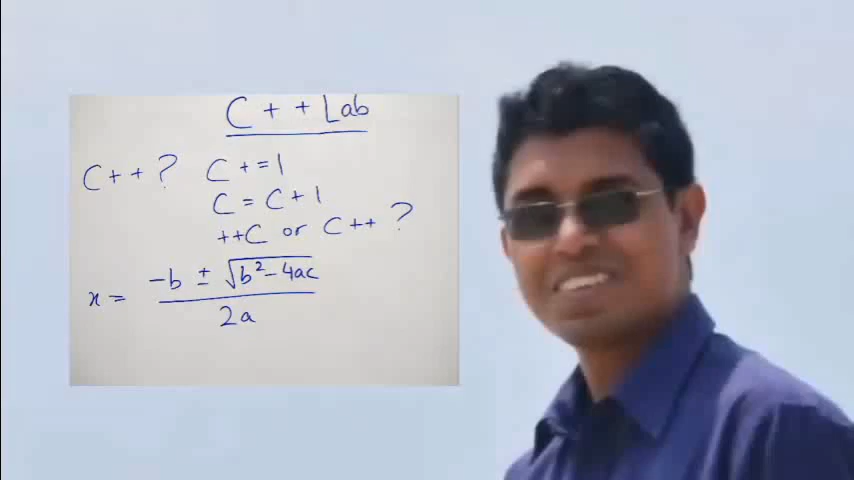 C++ Lab
C++ ? C+=1
C = C+1
++C or C++ ?
x = -b ± √b² - 4ac
2a